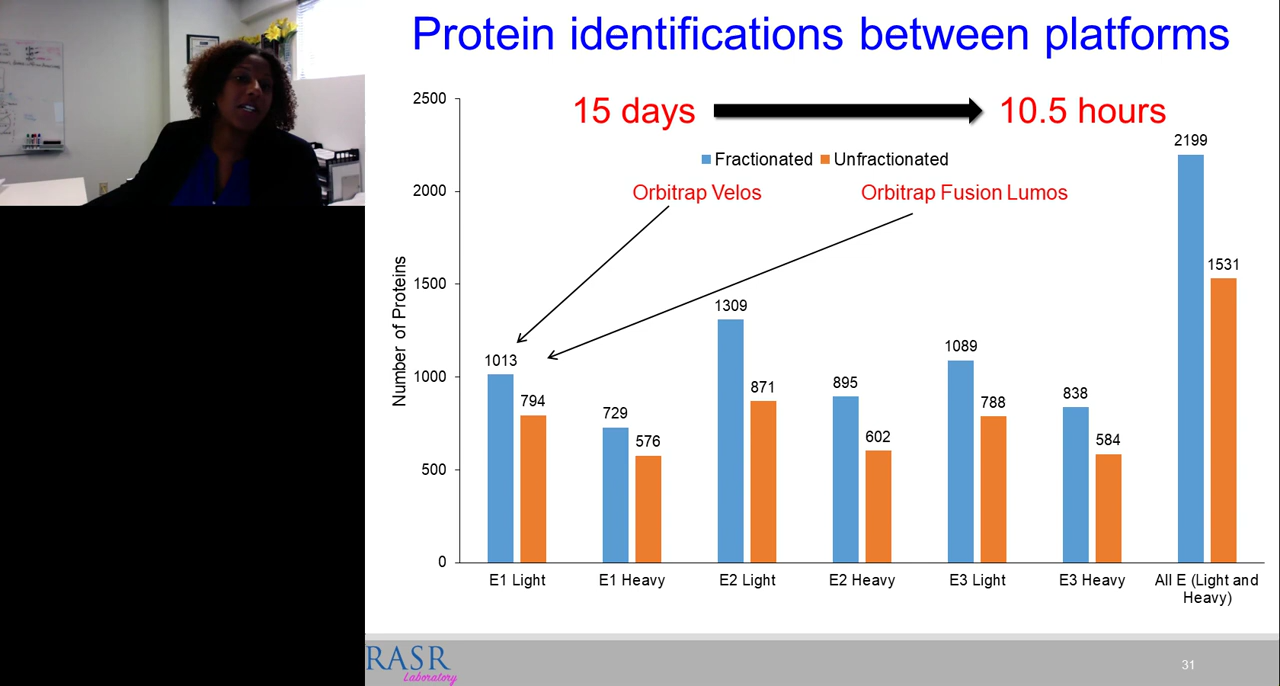 Protein identifications between platforms
15 days
10.5 hours
Fractionated
Unfractionated
Orbitrap Velos
Orbitrap Fusion Lumos
Number of Proteins
2500
2000
1500
1000
500
0
1013
794
729
576
1309
871
895
602
1089
788
838
584
2199
1531
E1 Light
E1 Heavy
E2 Light
E2 Heavy
E3 Light
E3 Heavy
All E (Light and
Heavy)
RASR
Laboratory
31